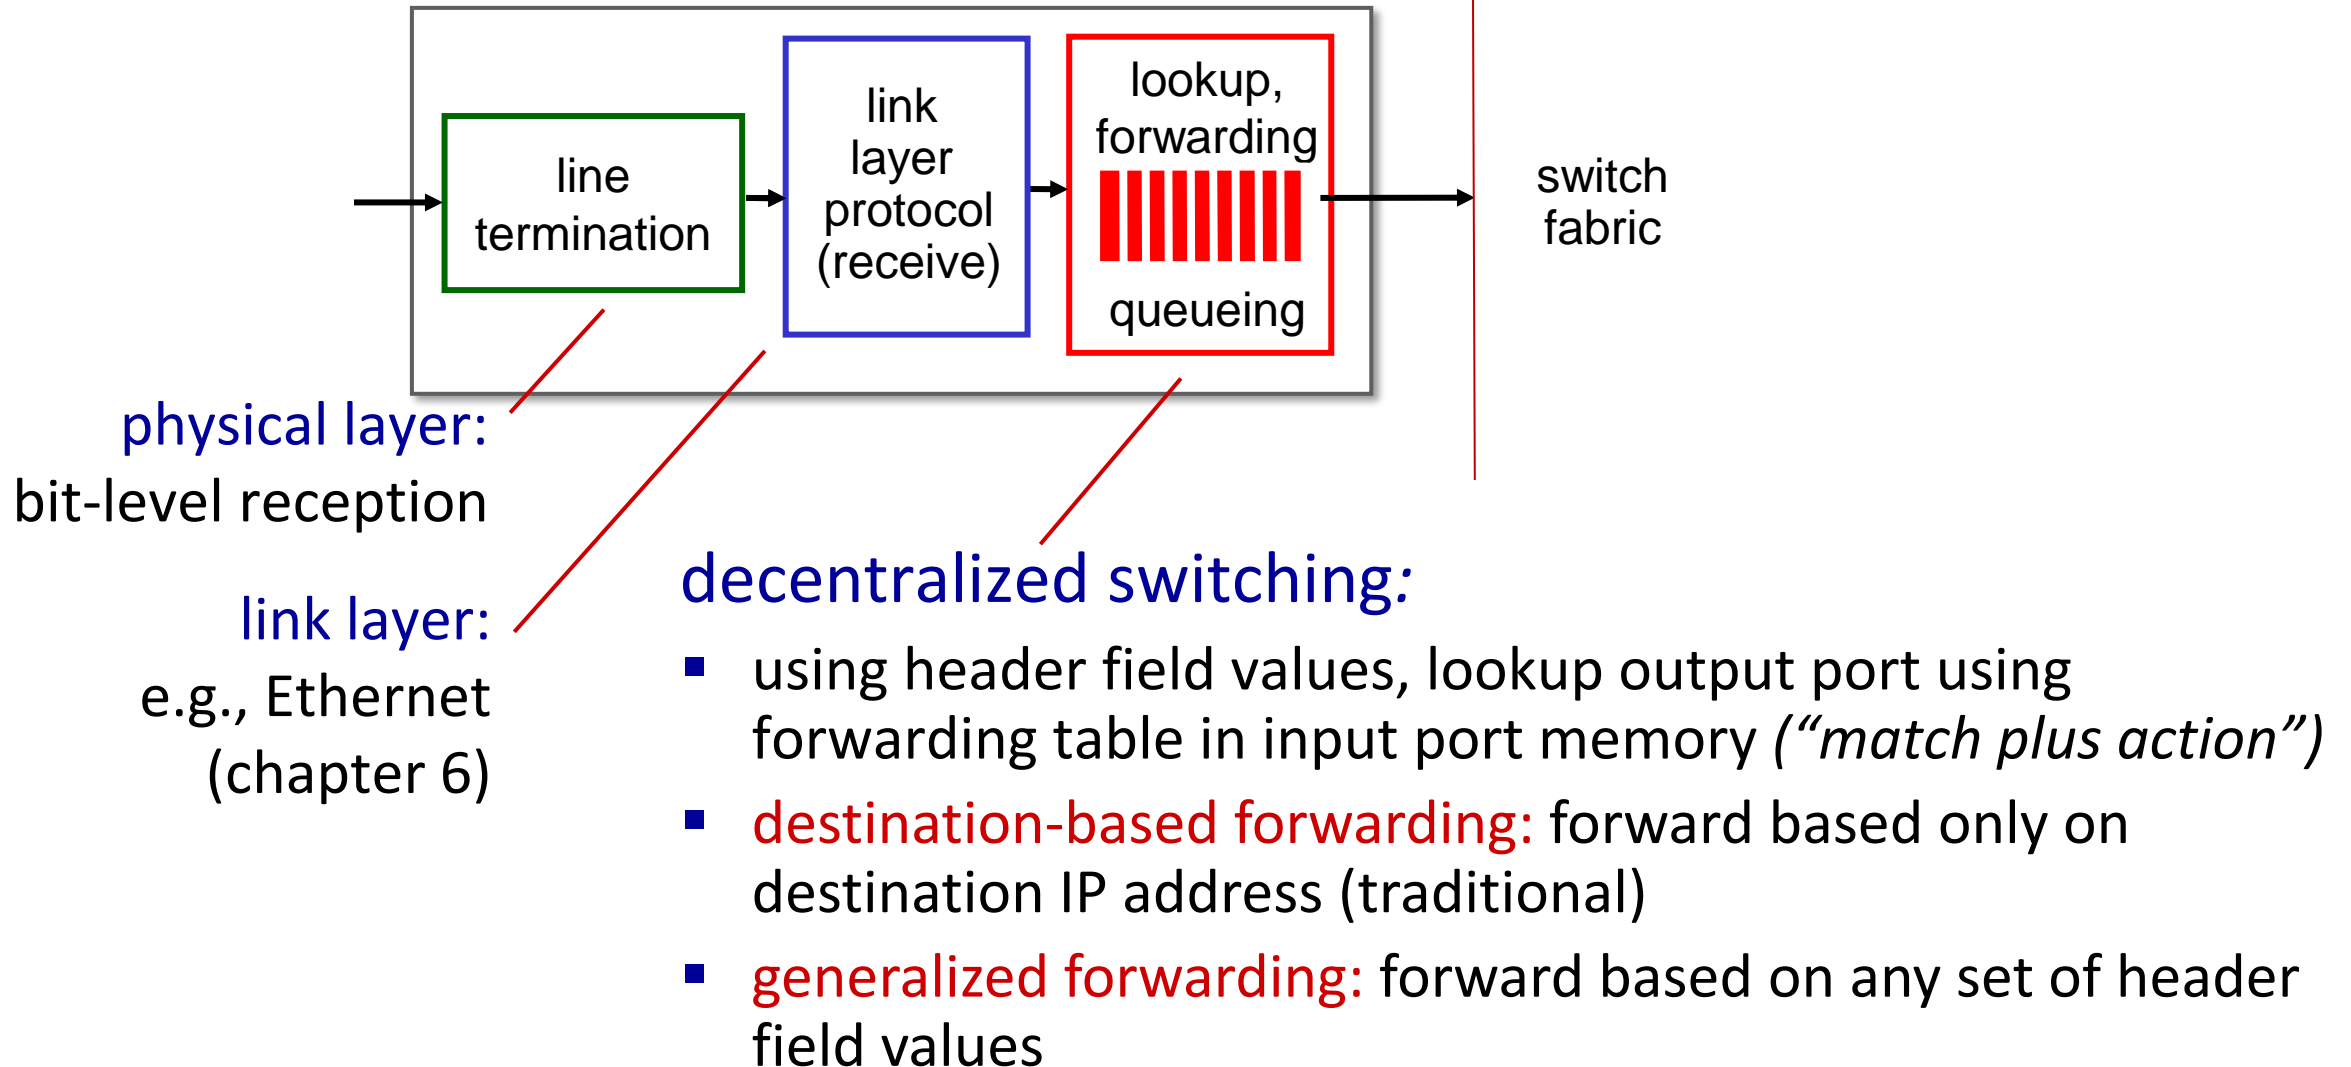 line
termination
link
layer
protocol
(receive)
lookup,
forwarding
queueing
switch
fabric
physical layer:
bit-level reception
link layer:
e.g., Ethernet
(chapter 6)
decentralized switching:
▪ using header field values, lookup output port using
forwarding table in input port memory (“match plus action”)
▪ destination-based forwarding: forward based only on
destination IP address (traditional)
▪ generalized forwarding: forward based on any set of header
field values